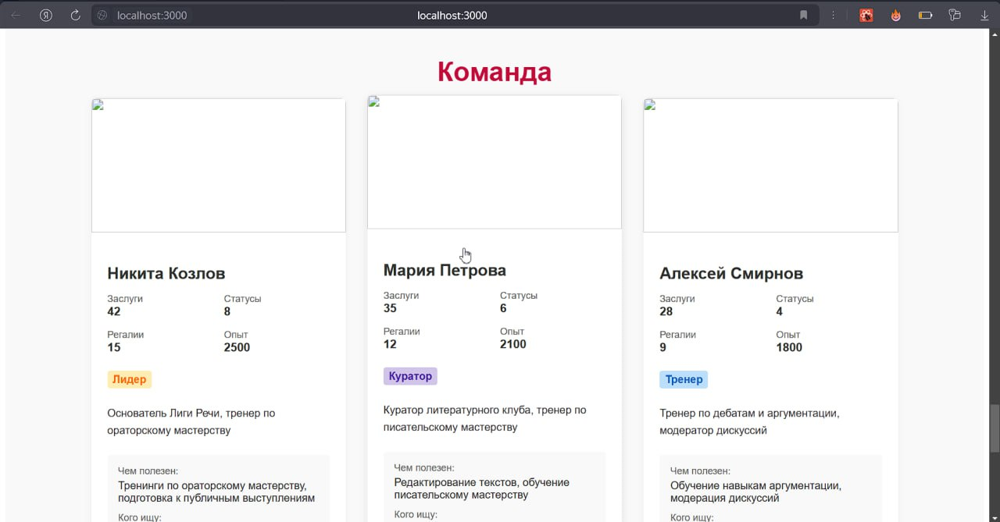 localhost:3000
localhost:3000
Команда
Никита Козлов
Заслуги
42
Статусы
8
Регалии
15
Опыт
2500
Лидер
Основатель Лиги Речи, тренер по
ораторскому мастерству
Чем полезен:
Тренинги по ораторскому мастерству,
подготовка к публичным выступлениям
Кого ищу:
Мария Петрова
Заслуги
35
Статусы
6
Регалии
12
Опыт
2100
Куратор
Куратор литературного клуба, тренер по
писательскому мастерству
Чем полезен:
Редактирование текстов, обучение
писательскому мастерству
Кого ищу:
Алексей Смирнов
Заслуги
28
Статусы
4
Регалии
9
Опыт
1800
Тренер
Тренер по дебатам и аргументации,
модератор дискуссий
Чем полезен:
Обучение навыкам аргументации,
модерация дискуссий
Кого ищу: